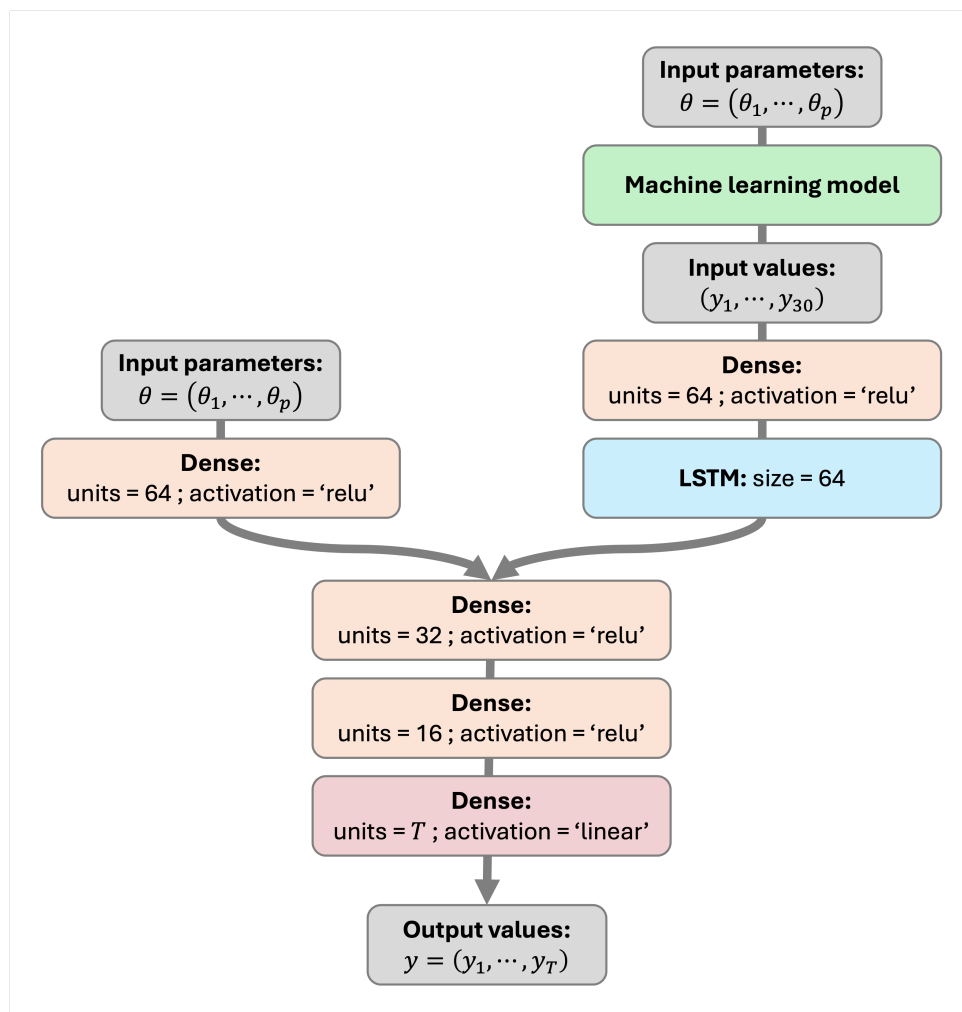 Input parameters:
θ = (θ₁, ⋯, θₚ)
Machine learning model
Input values:
(y₁, ⋯, y₃₀)
Dense:
units = 64 ; activation = ‘relu’
LSTM: size = 64
Input parameters:
θ = (θ₁, ⋯, θₚ)
Dense:
units = 64 ; activation = ‘relu’
Dense:
units = 32 ; activation = ‘relu’
Dense:
units = 16 ; activation = ‘relu’
Dense:
units = T ; activation = ‘linear’
Output values:
y = (y₁, ⋯, y_T)